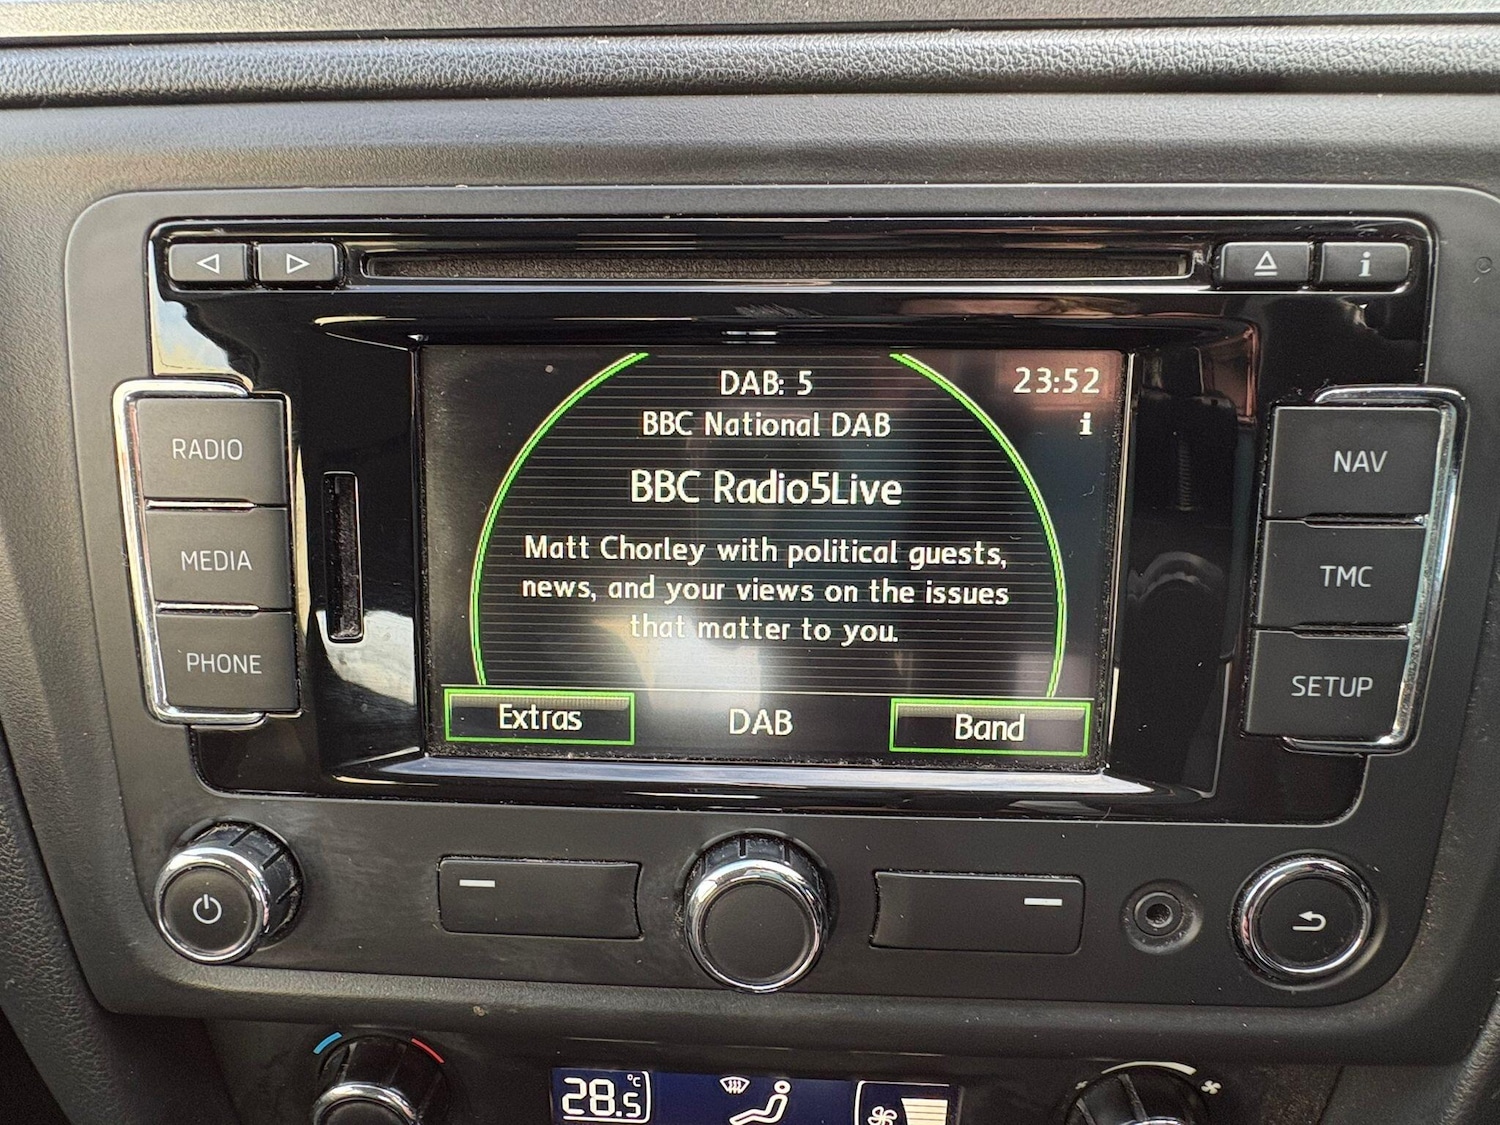 DAB: 5
23:52
BBC National DAB
i
i
BBC Radio5Live
Matt Chorley with political guests,
news, and your views on the issues
that matter to you.
Extras
DAB
Band
RADIO
MEDIA
PHONE
NAV
TMC
SETUP
28.5 °C